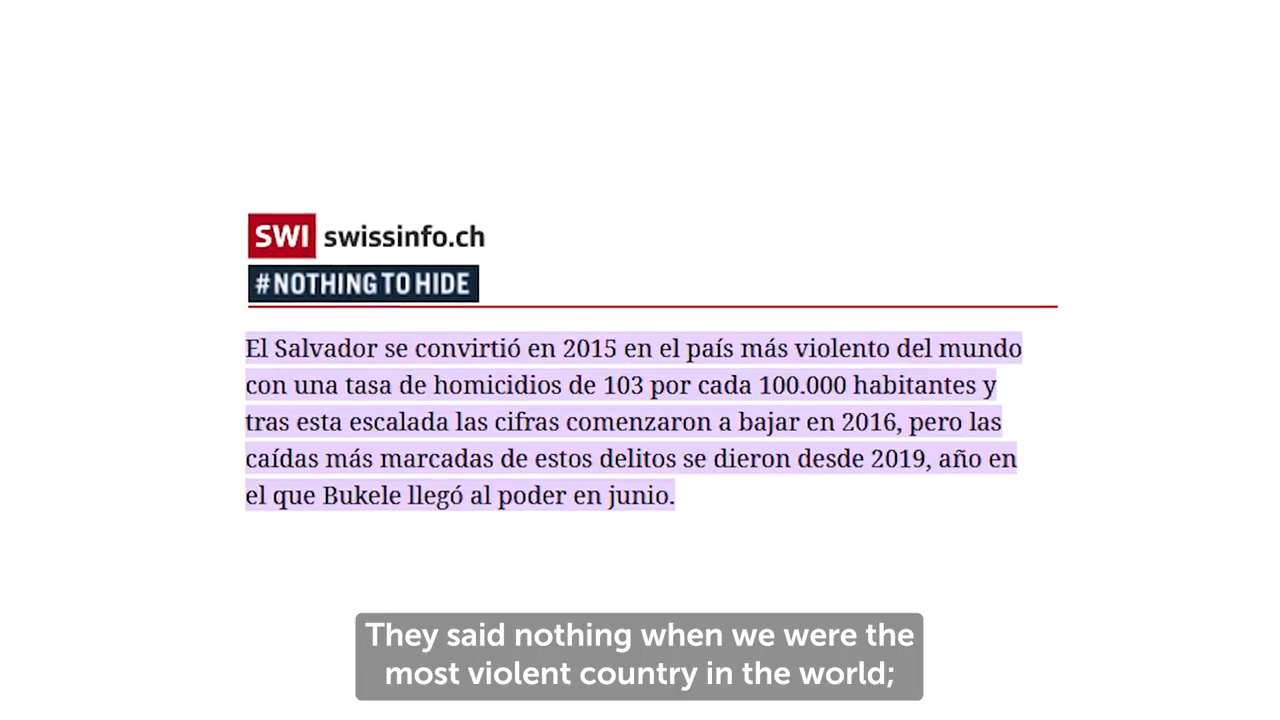 SWI swissinfo.ch
#NOTHING TO HIDE
El Salvador se convirtió en 2015 en el país más violento del mundo
con una tasa de homicidios de 103 por cada 100.000 habitantes y
tras esta escalada las cifras comenzaron a bajar en 2016, pero las
caídas más marcadas de estos delitos se dieron desde 2019, año en
el que Bukele llegó al poder en junio.
They said nothing when we were the
most violent country in the world;